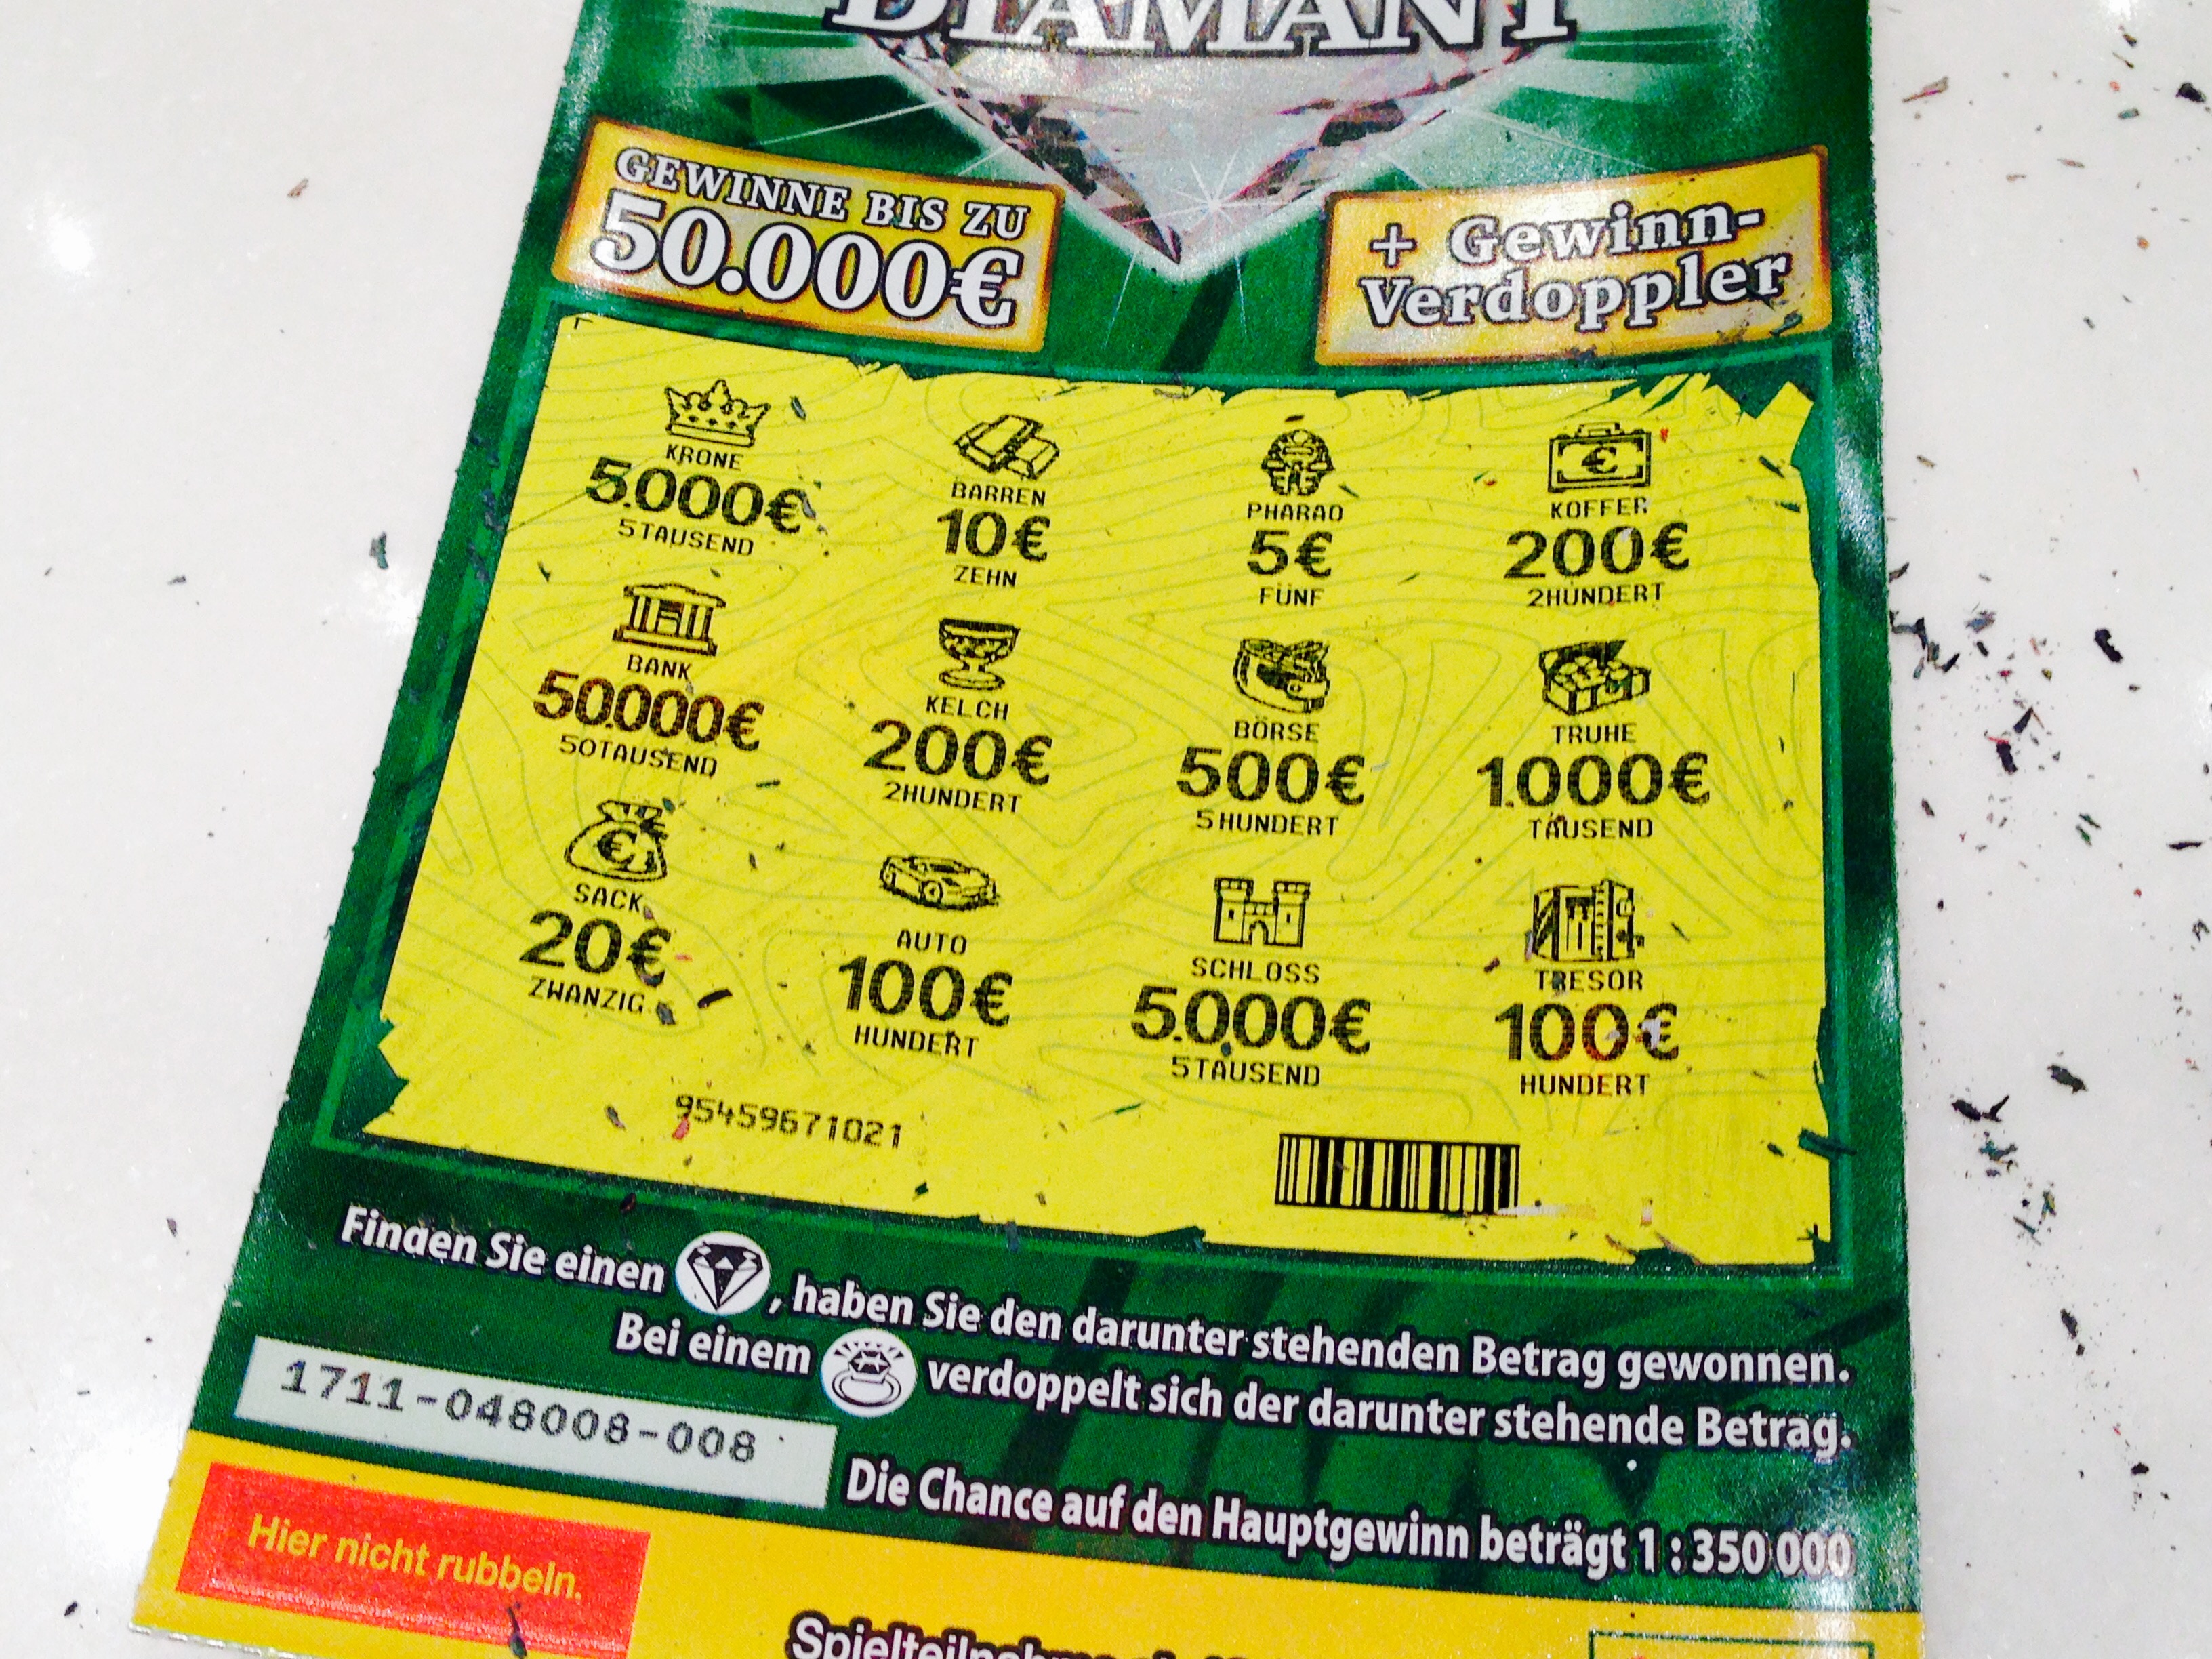 DIAMANT
GEWINNE BIS ZU
50.000€
+ Gewinn-
Verdoppler
KRONE
5.000€
5TAUSEND
BARREN
10€
ZEHN
PHARAO
5€
FÜNF
KOFFER
200€
2HUNDERT
BANK
50.000€
50TAUSEND
KELCH
200€
2HUNDERT
BÖRSE
500€
5HUNDERT
TRUHE
1.000€
TAUSEND
SACK
20€
ZWANZIG
AUTO
100€
HUNDERT
SCHLOSS
5.000€
5TAUSEND
TRESOR
100€
HUNDERT
95459671021
Finden Sie einen , haben Sie den darunter stehenden Betrag gewonnen.
Bei einem verdoppelt sich der darunter stehende Betrag.
1711-048008-008
Die Chance auf den Hauptgewinn beträgt 1 : 350 000
Hier nicht rubbeln.
Spielteilnahme